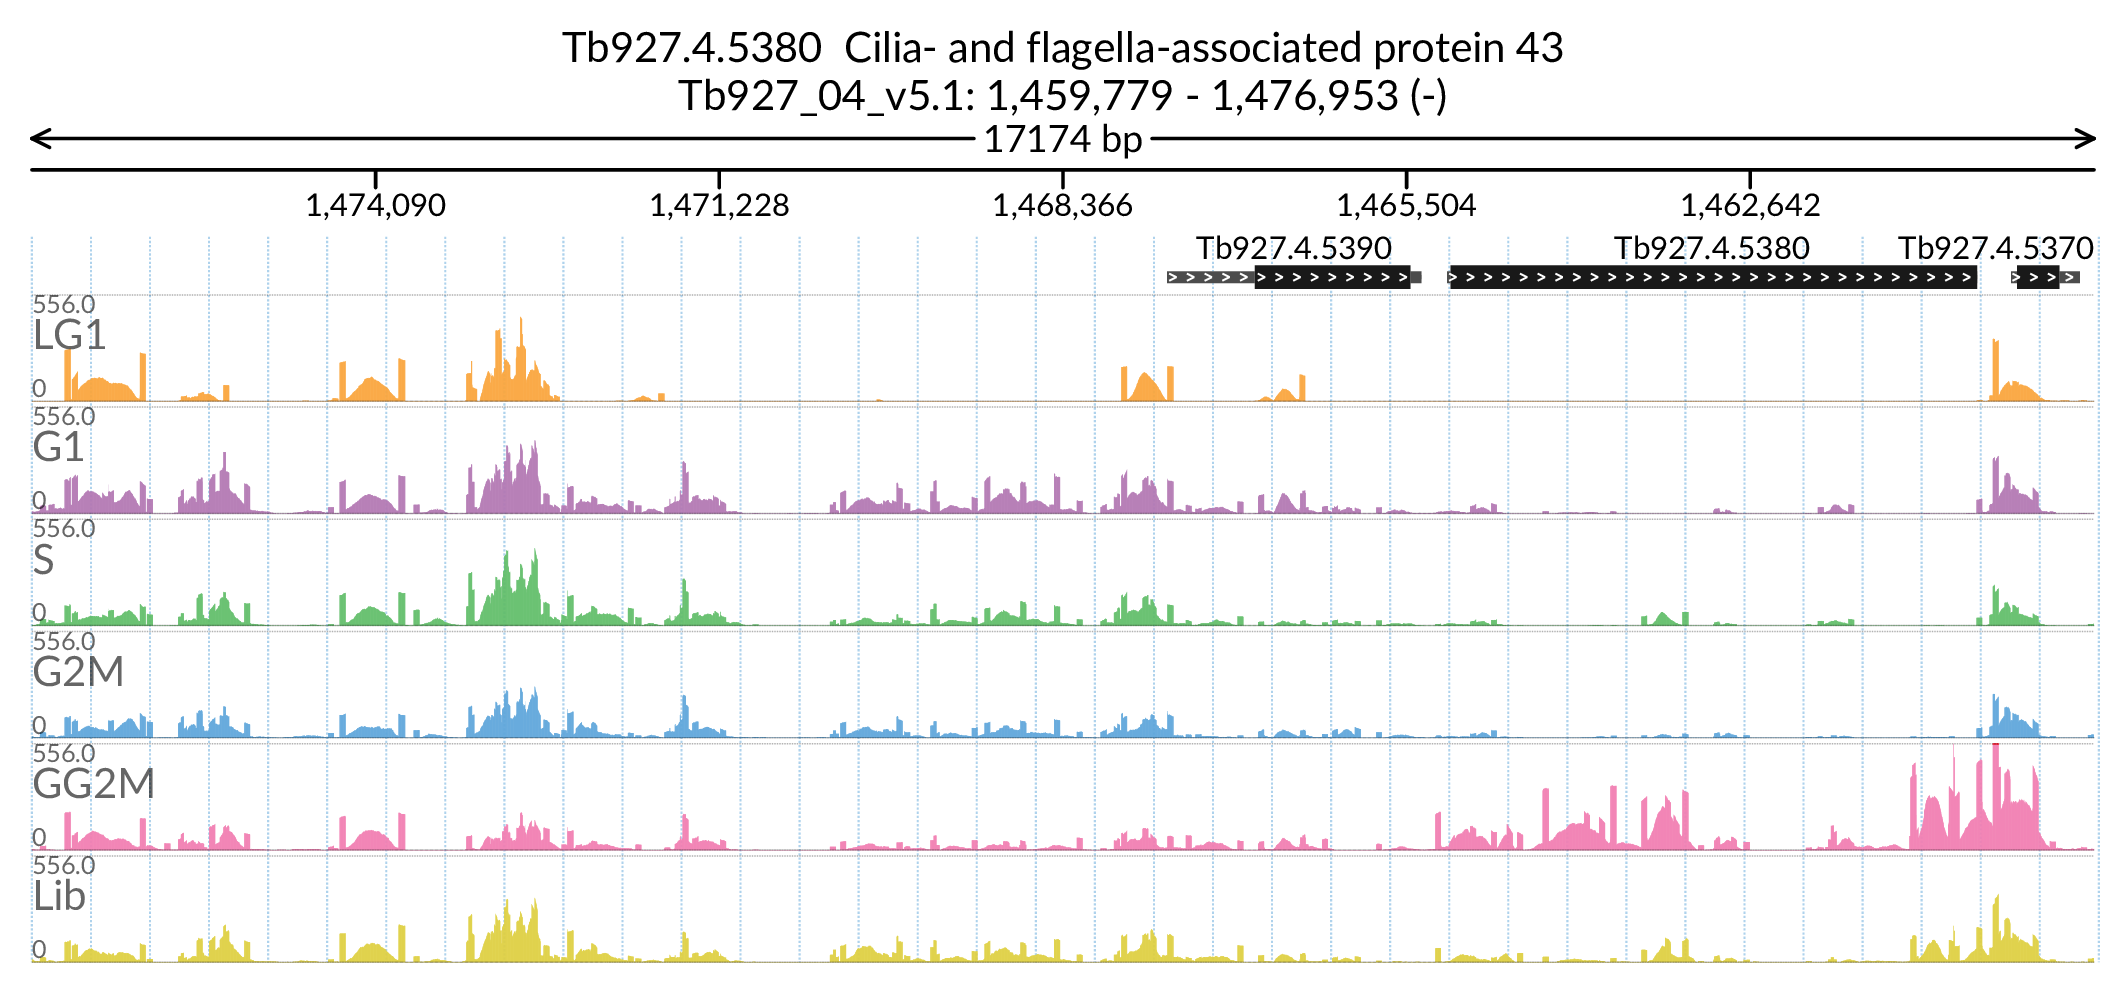 Tb927.4.5380  Cilia- and flagella-associated protein 43
Tb927_04_v5.1: 1,459,779 - 1,476,953 (-)
17174 bp
1,474,090 1,471,228 1,468,366 1,465,504 1,462,642
Tb927.4.5390 Tb927.4.5380 Tb927.4.5370
556.0
LG1
0
556.0
G1
0
556.0
S
0
556.0
G2M
0
556.0
GG2M
0
556.0
Lib
0